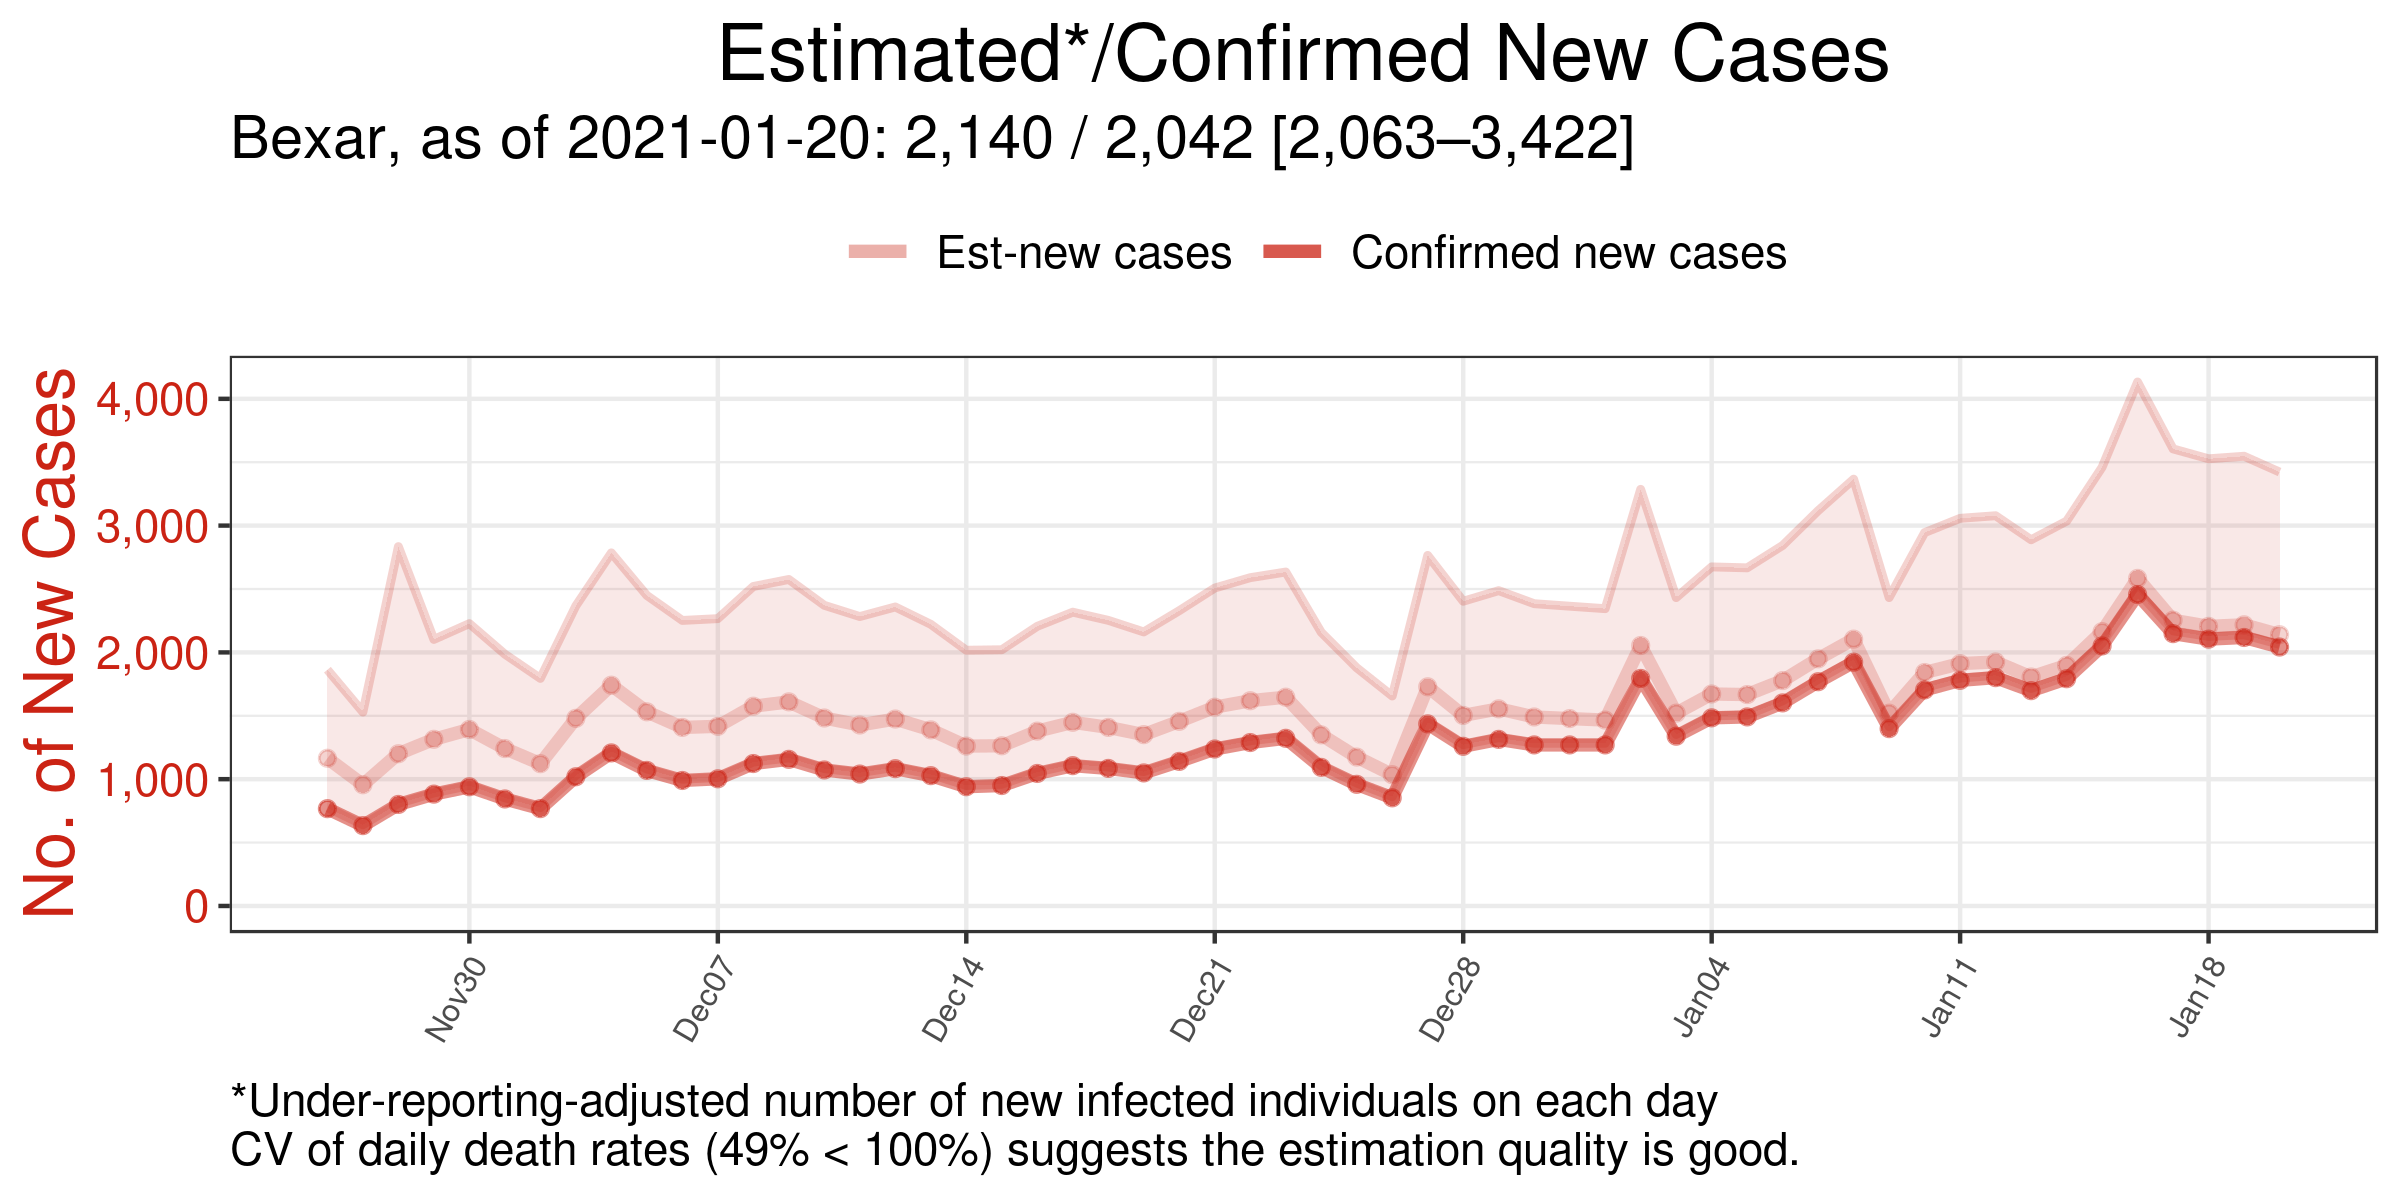 Estimated*/Confirmed New Cases
Bexar, as of 2021-01-20: 2,140 / 2,042 [2,063–3,422]
Est-new cases
Confirmed new cases
No. of New Cases
4,000
3,000
2,000
1,000
0
Nov30
Dec07
Dec14
Dec21
Dec28
Jan04
Jan11
Jan18
*Under-reporting-adjusted number of new infected individuals on each day
CV of daily death rates (49% < 100%) suggests the estimation quality is good.